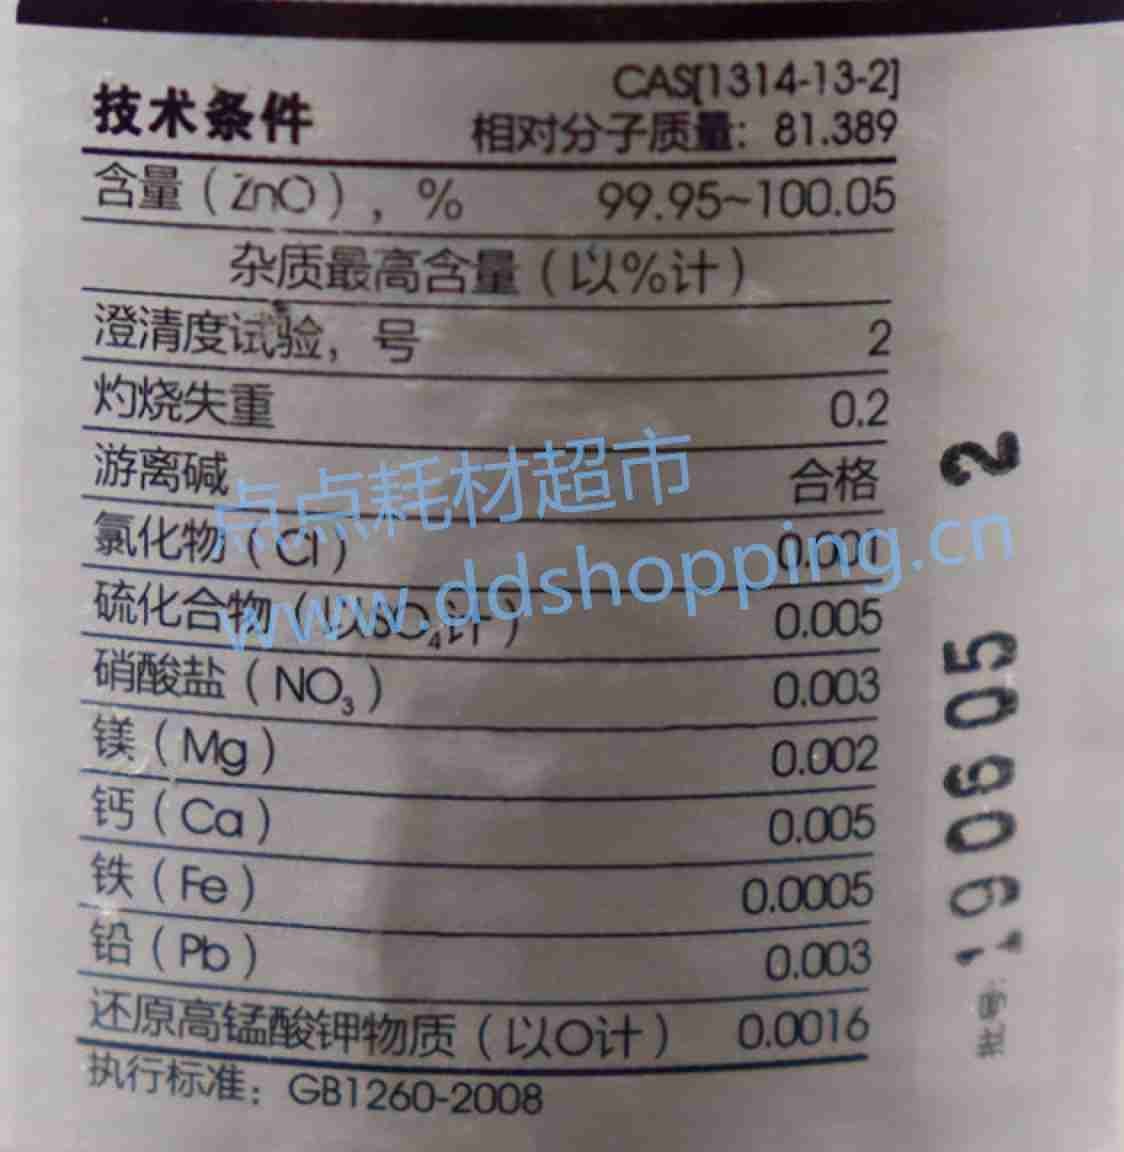 技术条件
CAS[1314-13-2]
相对分子质量：81.389
含量（ZnO），% 99.95~100.05
杂质最高含量（以%计）
澄清度试验，号 2
灼烧失重 0.2
游离碱 合格
氯化物（Cl） 0.001
硫化合物（以SO₄计） 0.005
硝酸盐（NO₃） 0.003
镁（Mg） 0.002
钙（Ca） 0.005
铁（Fe） 0.0005
铅（Pb） 0.003
还原高锰酸钾物质（以O计） 0.0016
执行标准：GB1260-2008
批号：190605 2
点点耗材超市
www.ddshopping.cn